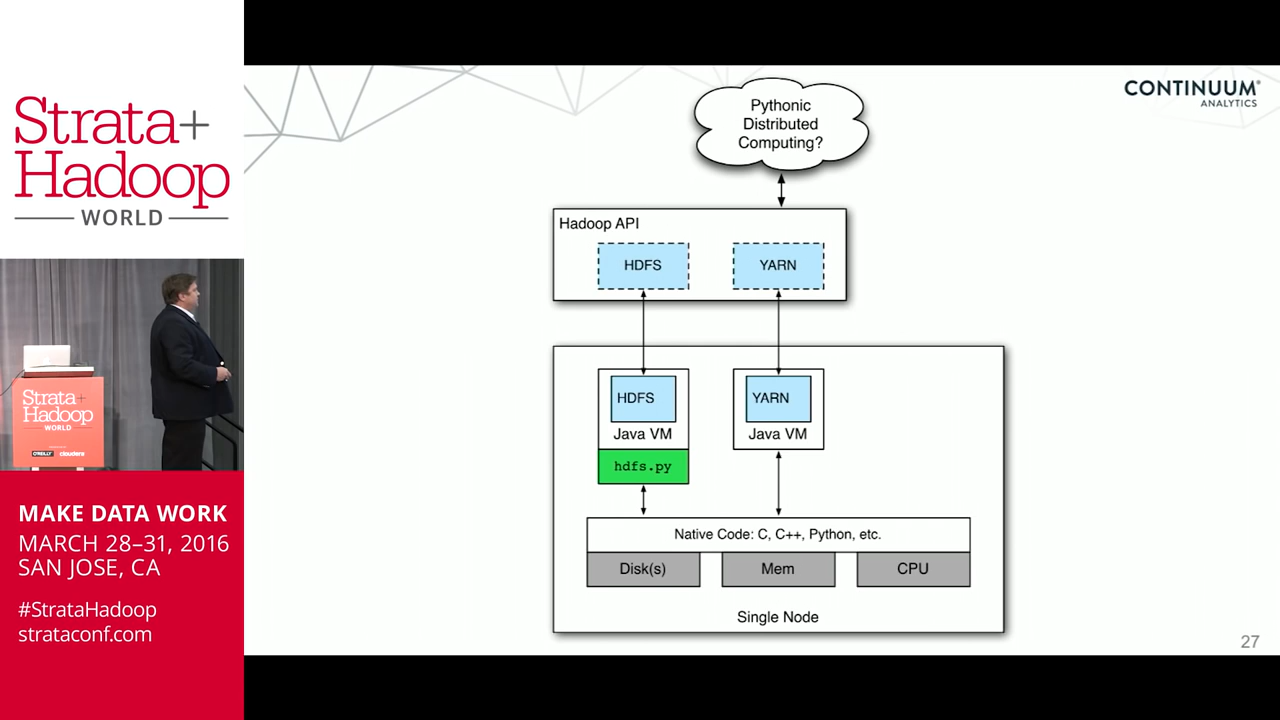 Strata+
Hadoop
WORLD
Strata+
Hadoop
WORLD
O'REILLY
cloudera
MAKE DATA WORK
MARCH 28–31, 2016
SAN JOSE, CA
#StrataHadoop
strataconf.com
CONTINUUM®
ANALYTICS
Pythonic
Distributed
Computing?
Hadoop API
HDFS
YARN
HDFS
Java VM
hdfs.py
YARN
Java VM
Native Code: C, C++, Python, etc.
Disk(s)
Mem
CPU
Single Node
27